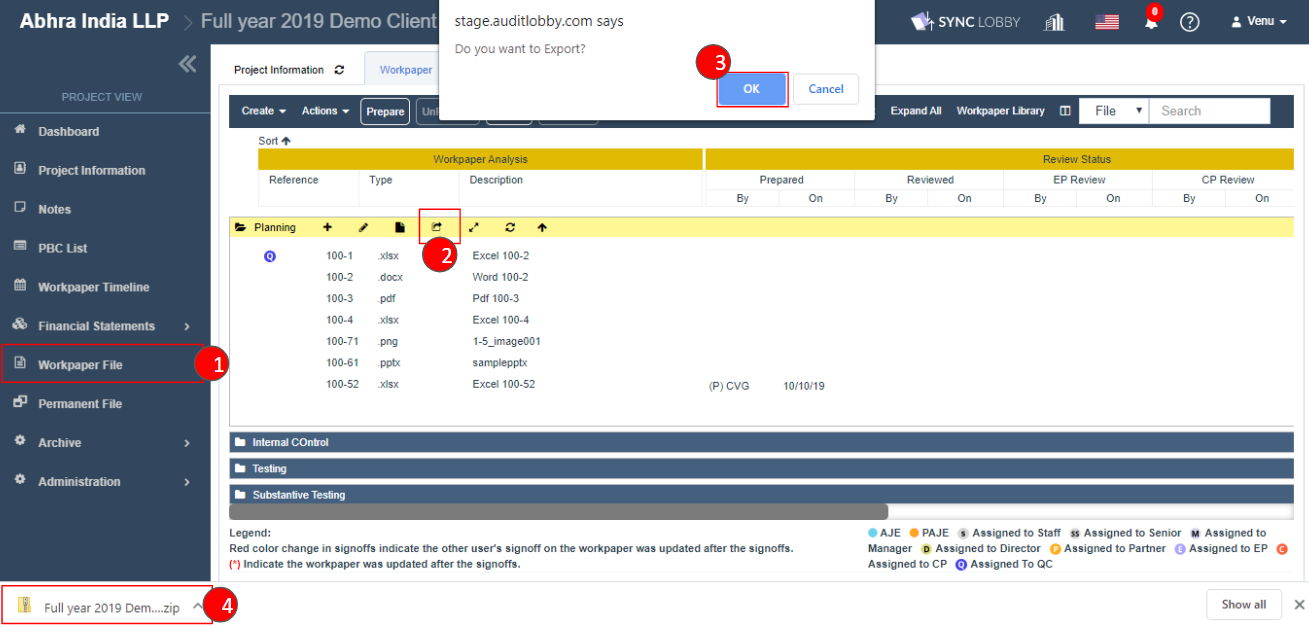 Abhra India LLP > Full year 2019 Demo Client
stage.auditlobby.com says
Do you want to Export?
3
OK
Cancel
SYNC LOBBY
0
?
Venu
PROJECT VIEW
Dashboard
Project Information
Notes
PBC List
Workpaper Timeline
Financial Statements >
Workpaper File
1
Permanent File
Archive >
Administration >
Project Information
Workpaper
Create Actions Prepare
Expand All Workpaper Library File Search
Sort
Workpaper Analysis Review Status
Reference Type Description Prepared Reviewed EP Review CP Review
By On By On By On By On
Planning
2
Q 100-1 .xlsx Excel 100-2
100-2 .docx Word 100-2
100-3 .pdf Pdf 100-3
100-4 .xlsx Excel 100-4
100-71 .png 1-5_image001
100-61 .pptx samplepptx
100-52 .xlsx Excel 100-52 (P) CVG 10/10/19
Internal COntrol
Testing
Substantive Testing
Legend:
Red color change in signoffs indicate the other user's signoff on the workpaper was updated after the signoffs.
(*) Indicate the workpaper was updated after the signoffs.
AJE PAJE S Assigned to Staff SS Assigned to Senior M Assigned to
Manager D Assigned to Director P Assigned to Partner E Assigned to EP C
Assigned to CP Q Assigned To QC
Full year 2019 Dem....zip
4
Show all